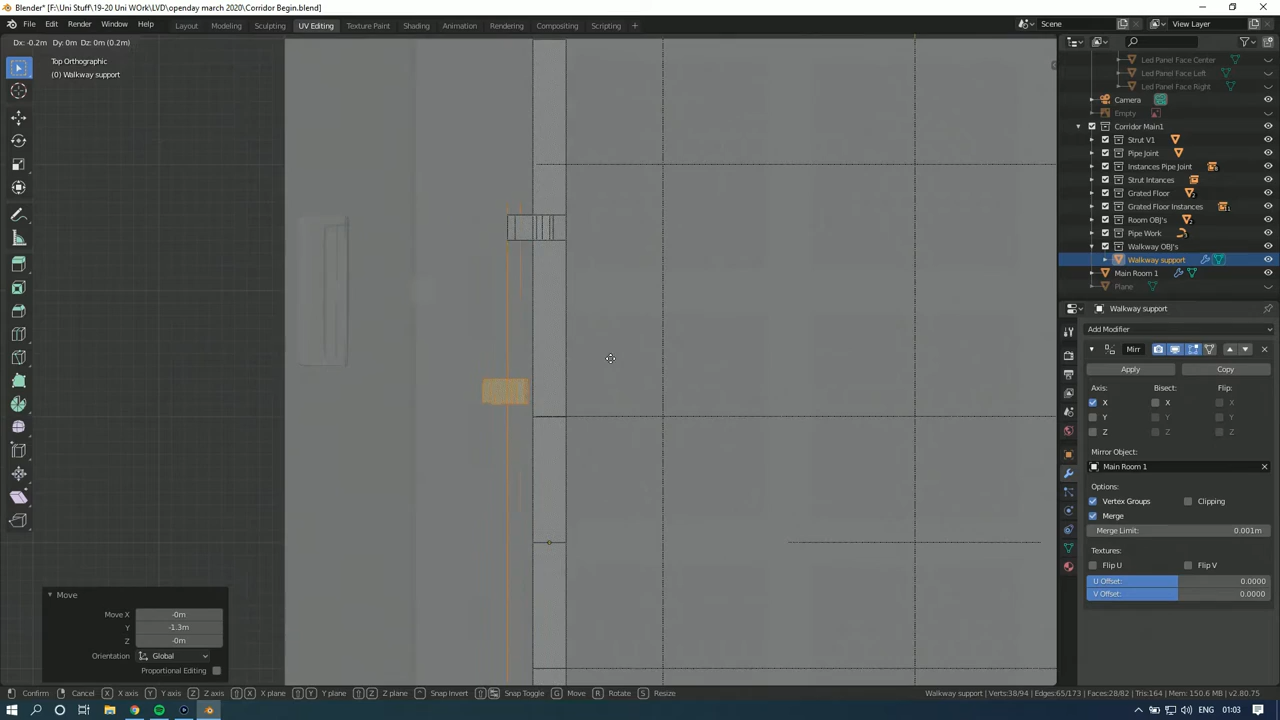 Blender* [F:\Uni Stuff\19-20 Uni WOrk\LVD\openday march 2020\Corridor Begin.blend]
File Edit Render Window Help Layout Modeling Sculpting UV Editing Texture Paint Shading Animation Rendering Compositing Scripting + Scene View Layer
Dx: -0.2m Dy: 0m Dz: 0m (0.2m)
Top Orthographic
(0) Walkway support
Led Panel Face Center
Led Panel Face Left
Led Panel Face Right
Camera
Empty
Corridor Main1
Strut V1
Pipe Joint
Instances Pipe Joint
Strut Intances
Grated Floor
Grated Floor Instances
Room OBJ's
Pipe Work
Walkway OBJ's
Walkway support
Main Room 1
Plane
Walkway support
Add Modifier
Mirr
Apply Copy
Axis: Bisect: Flip:
X X X
Y Y Y
Z Z Z
Mirror Object:
Main Room 1
Options:
Vertex Groups Clipping
Merge
Merge Limit: 0.001m
Textures:
Flip U Flip V
U Offset: 0.0000
V Offset: 0.0000
Move
Move X -0m
Y -1.3m
Z -0m
Orientation Global
Proportional Editing
Confirm Cancel X X axis Y Y axis Z Z axis X X plane Y Y plane Z Z plane Snap Invert Snap Toggle G Move R Rotate S Resize Walkway support | Verts:38/94 | Edges:65/173 | Faces:28/82 | Tris:164 | Mem: 150.6 MB | v2.80.75
ENG 01:03